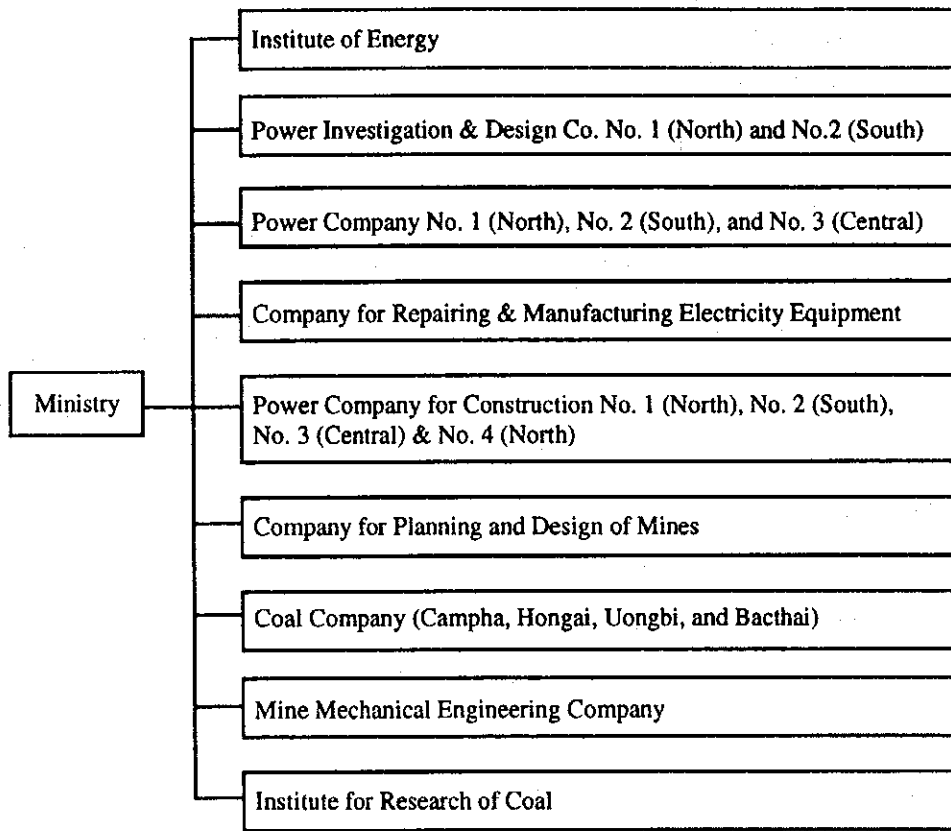 Institute of Energy
Power Investigation & Design Co. No. 1 (North) and No.2 (South)
Power Company No. 1 (North), No. 2 (South), and No. 3 (Central)
Company for Repairing & Manufacturing Electricity Equipment
Ministry
Power Company for Construction No. 1 (North), No. 2 (South),
No. 3 (Central) & No. 4 (North)
Company for Planning and Design of Mines
Coal Company (Campha, Hongai, Uongbi, and Bacthai)
Mine Mechanical Engineering Company
Institute for Research of Coal